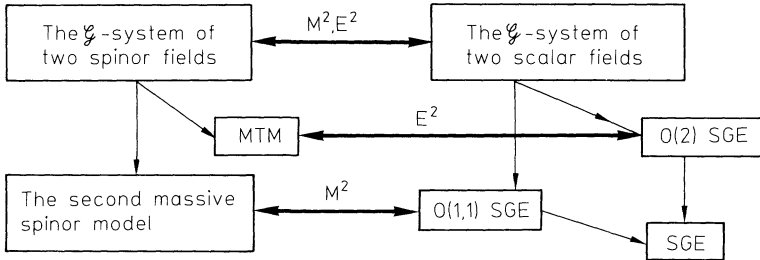 The 𝒢-system of
two spinor fields
M²,E²
The 𝒢-system of
two scalar fields
MTM
E²
O(2) SGE
The second massive
spinor model
M²
O(1,1) SGE
SGE